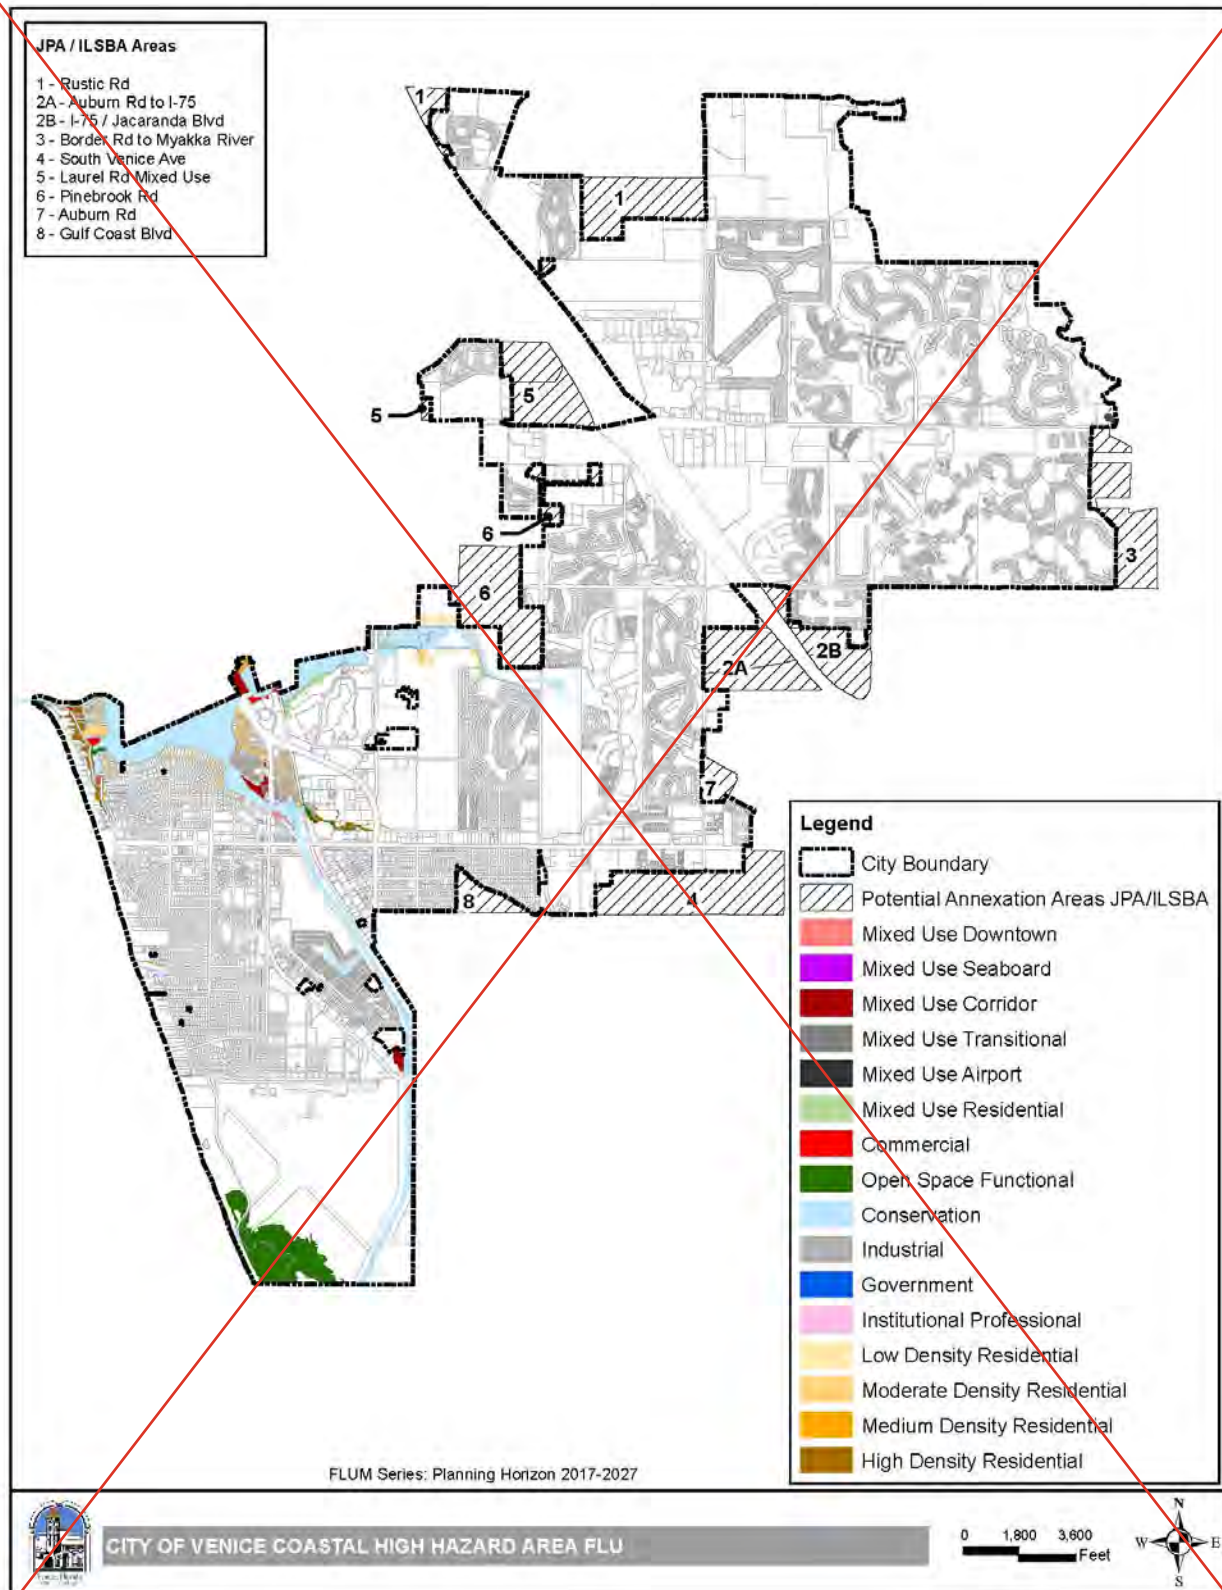 JPA / ILSBA Areas
1 - Rustic Rd
2A - Auburn Rd to I-75
2B - I-75 / Jacaranda Blvd
3 - Border Rd to Myakka River
4 - South Venice Ave
5 - Laurel Rd Mixed Use
6 - Pinebrook Rd
7 - Auburn Rd
8 - Gulf Coast Blvd
1
1
5
5
6
3
6
2B
2A
7
8
4
Legend
City Boundary
Potential Annexation Areas JPA/ILSBA
Mixed Use Downtown
Mixed Use Seaboard
Mixed Use Corridor
Mixed Use Transitional
Mixed Use Airport
Mixed Use Residential
Commercial
Open Space Functional
Conservation
Industrial
Government
Institutional Professional
Low Density Residential
Moderate Density Residential
Medium Density Residential
High Density Residential
FLUM Series: Planning Horizon 2017-2027
CITY OF VENICE COASTAL HIGH HAZARD AREA FLU
0 1,800 3,600
Feet
N
W E
S